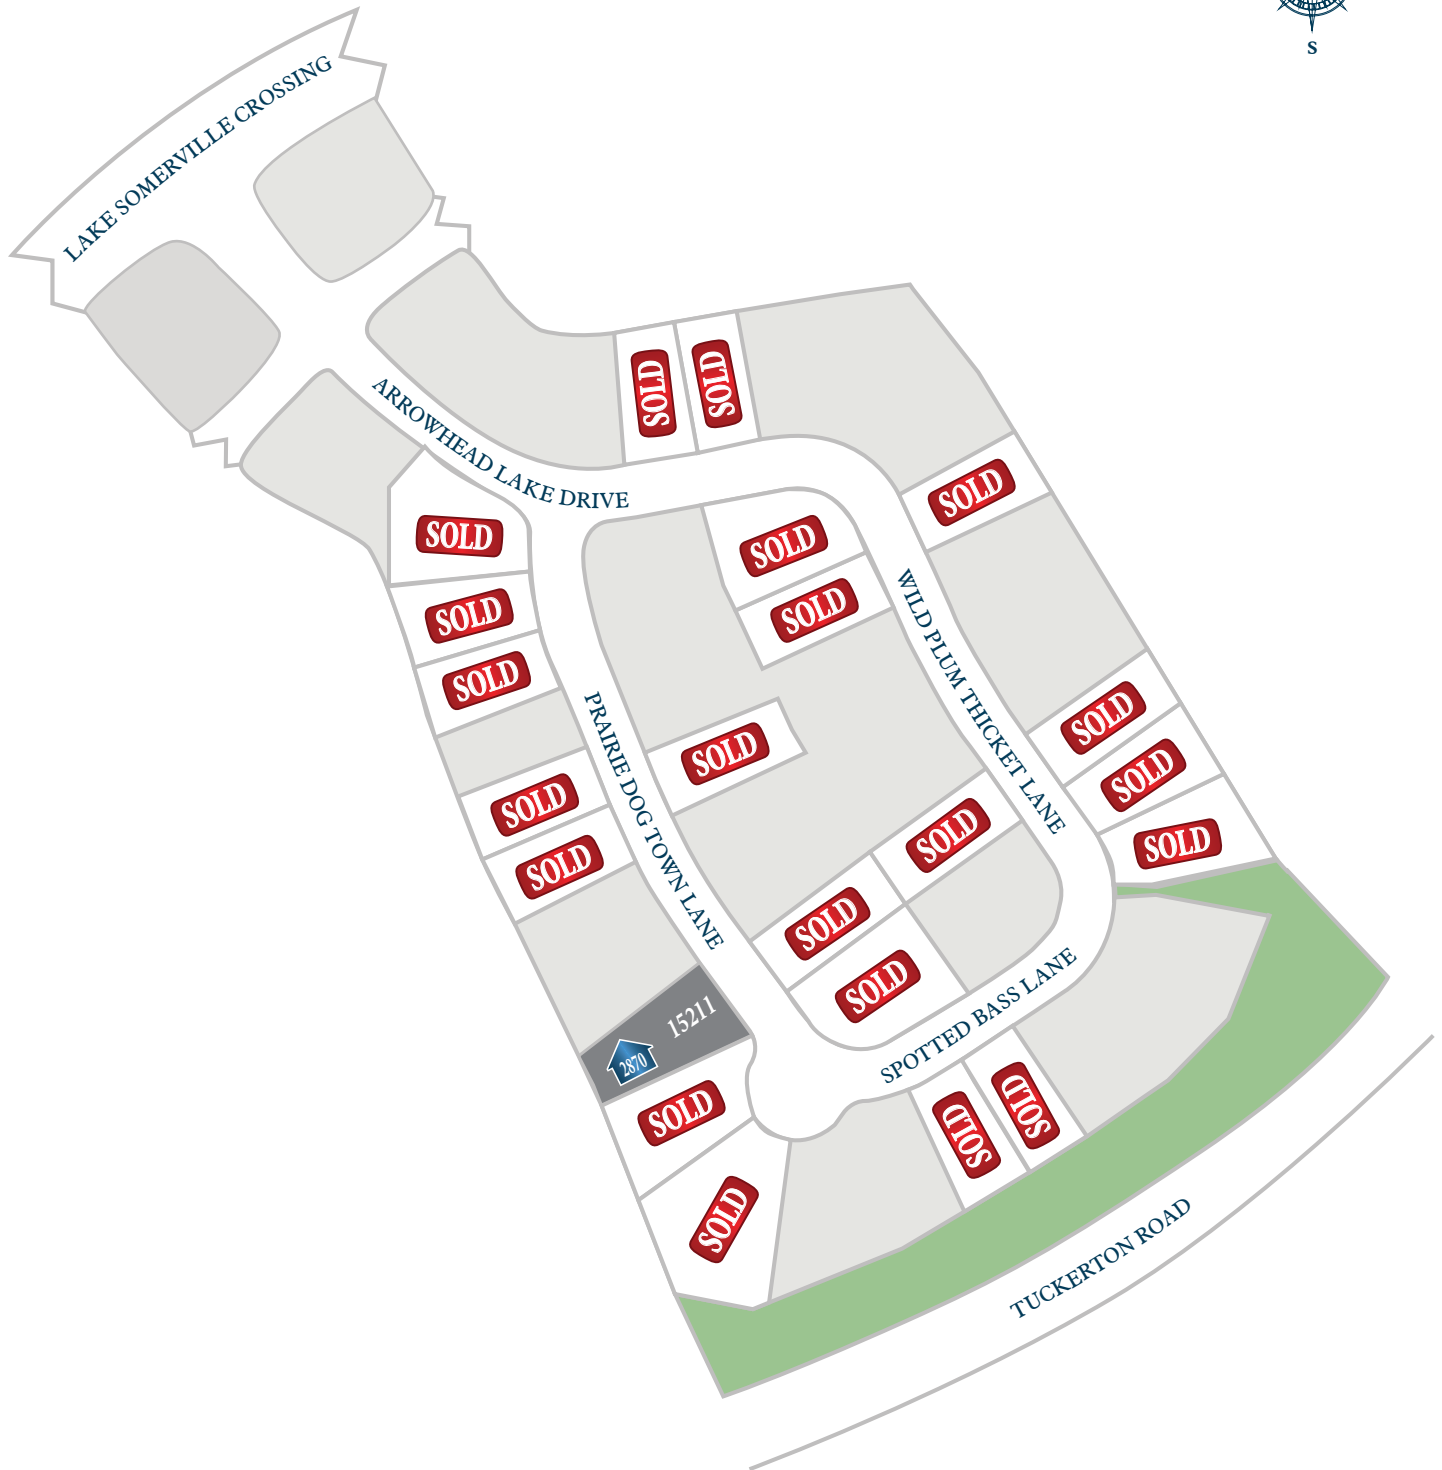 S
LAKE SOMERVILLE CROSSING
SOLD
SOLD
ARROWHEAD LAKE DRIVE
SOLD
SOLD
SOLD
SOLD
SOLD
SOLD
WILD PLUM THICKET LANE
SOLD
SOLD
PRAIRIE DOG TOWN LANE
SOLD
SOLD
SOLD
SOLD
SOLD
SOLD
SOLD
SOLD
15211
2870
SPOTTED BASS LANE
SOLD
SOLD
SOLD
SOLD
TUCKERTON ROAD